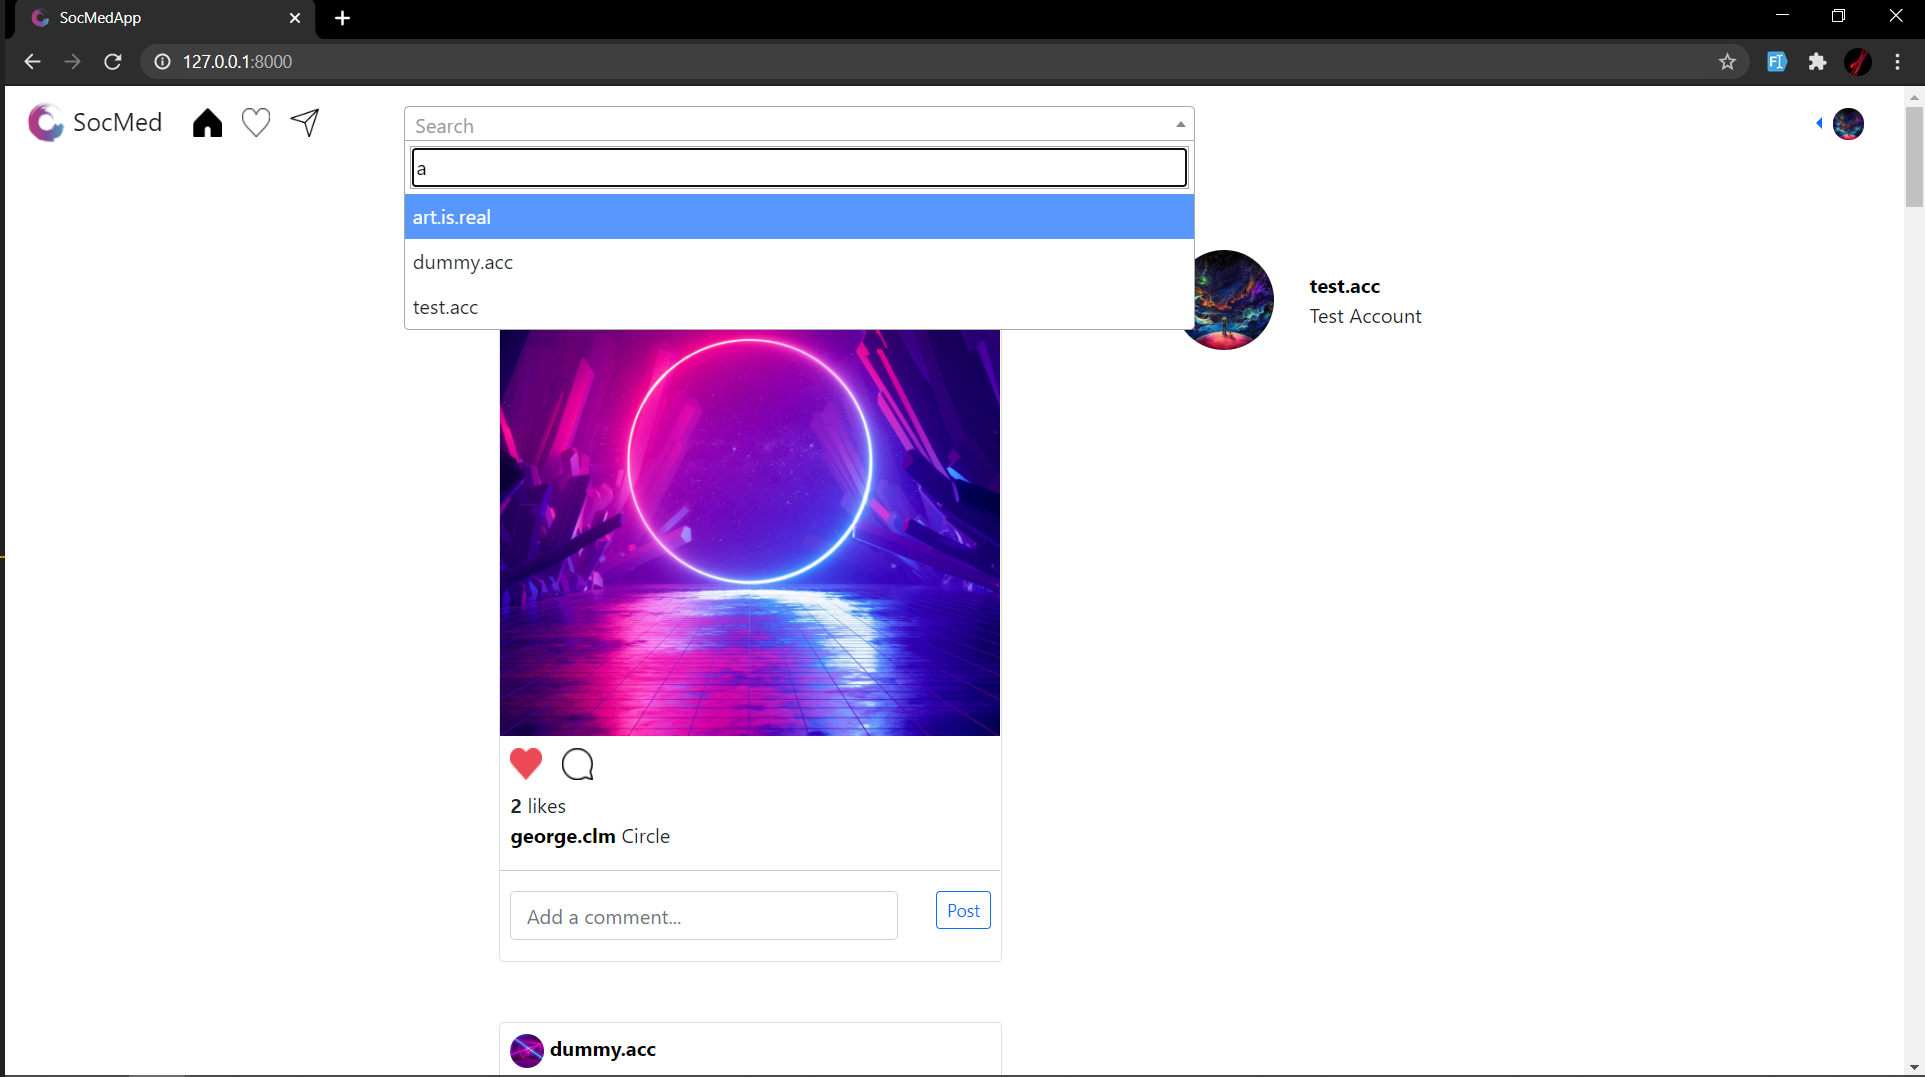 SocMedApp
127.0.0.1:8000
SocMed
Search
a
art.is.real
dummy.acc
test.acc
test.acc
Test Account
2 likes
george.clm Circle
Add a comment...
Post
dummy.acc